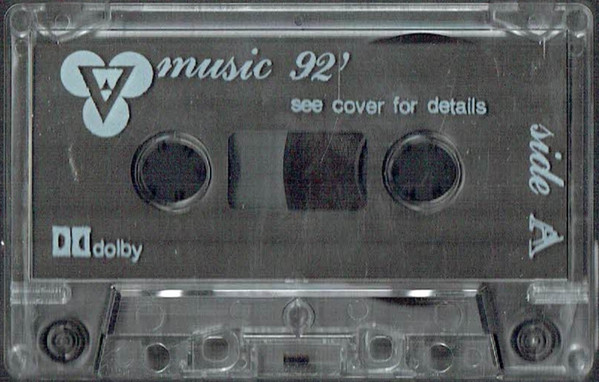 music 92'
see cover for details
side A
dolby